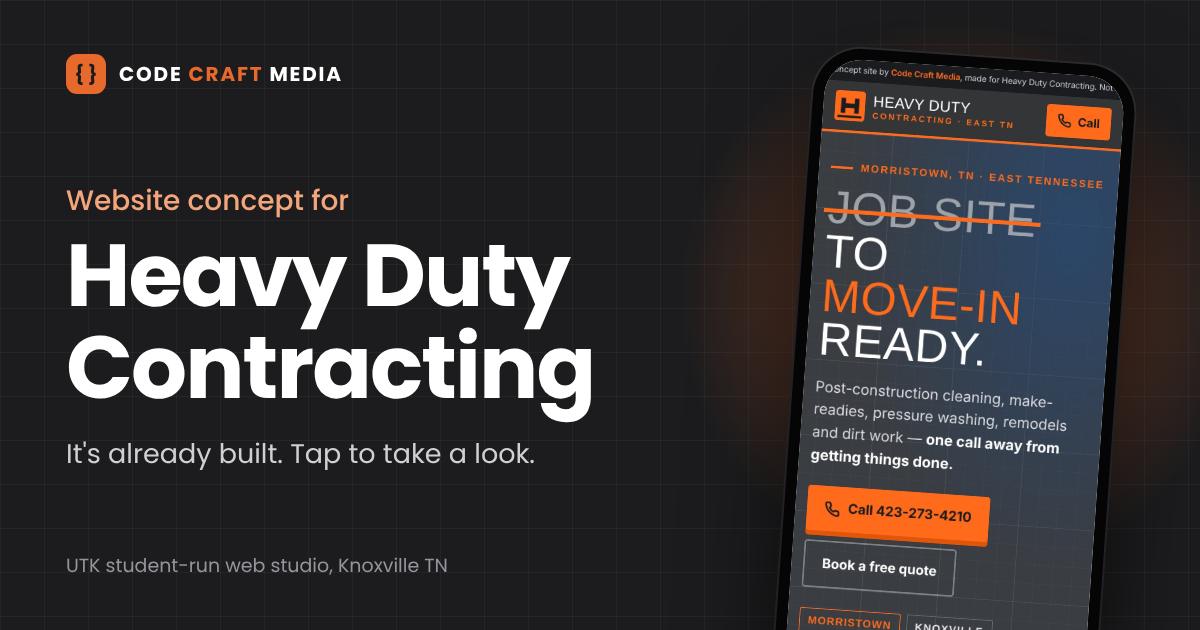 { } CODE CRAFT MEDIA
Website concept for
Heavy Duty
Contracting
It's already built. Tap to take a look.
UTK student-run web studio, Knoxville TN
site by Code Craft Media, made for Heavy Duty Contracting. Not
H HEAVY DUTY
CONTRACTING · EAST TN
Call
MORRISTOWN, TN · EAST TENNESSEE
JOB SITE
TO
MOVE-IN
READY.
Post-construction cleaning, make-
readies, pressure washing, remodels
and dirt work — one call away from
getting things done.
Call 423-273-4210
Book a free quote
MORRISTOWN KNOXVILLE